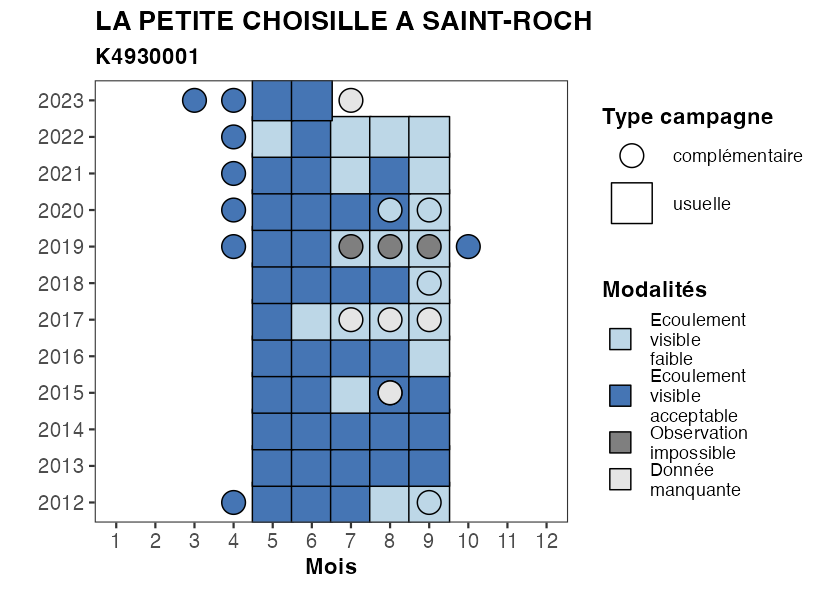 LA PETITE CHOISILLE A SAINT-ROCH
K4930001
2023
2022
2021
2020
2019
2018
2017
2016
2015
2014
2013
2012
1 2 3 4 5 6 7 8 9 10 11 12
Mois
Type campagne
complémentaire
usuelle
Modalités
Ecoulement
visible
faible
Ecoulement
visible
acceptable
Observation
impossible
Donnée
manquante